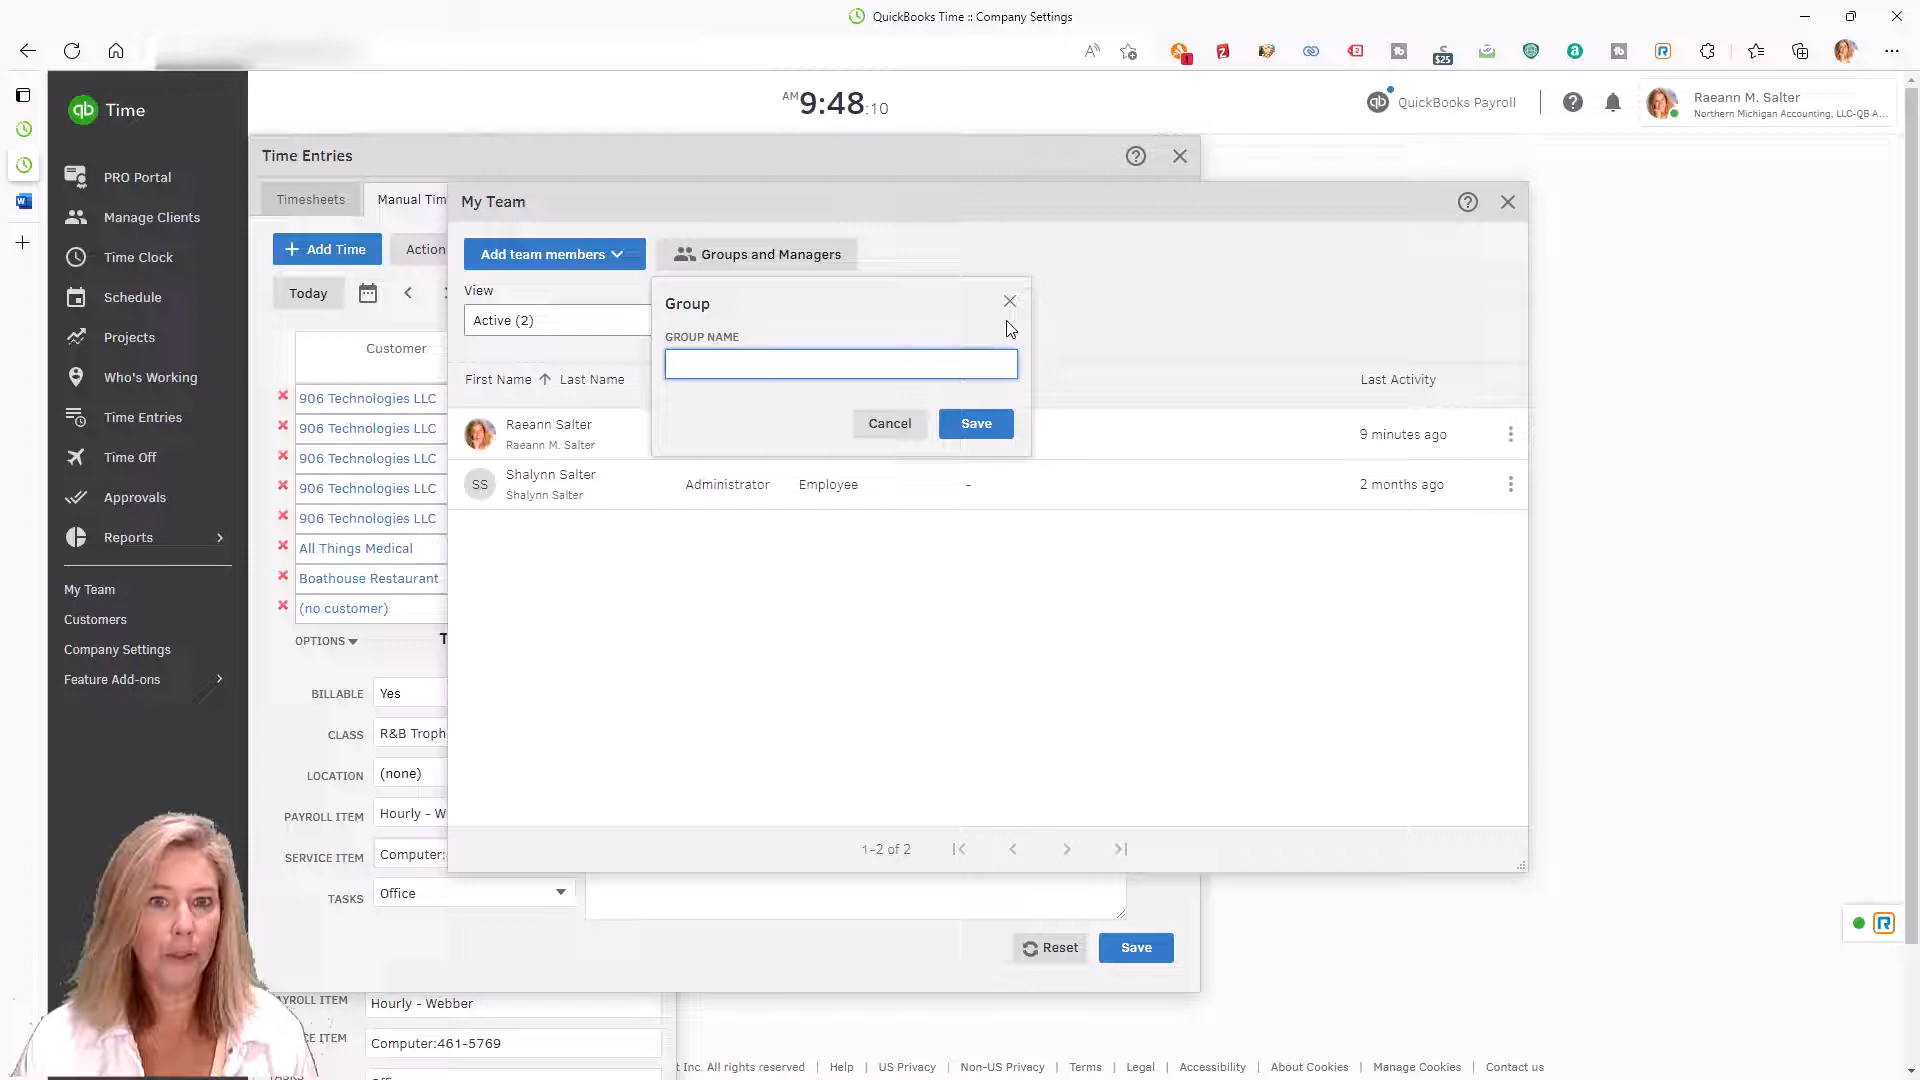 QuickBooks Time :: Company Settings
$25
qb Time
AM 9:48:10
qb QuickBooks Payroll
Raeann M. Salter
Northern Michigan Accounting, LLC-QB A...
PRO Portal
Manage Clients
Time Clock
Schedule
Projects
Who's Working
Time Entries
Time Off
Approvals
Reports
My Team
Customers
Company Settings
Feature Add-ons
Time Entries
Timesheets
Manual Tim
+ Add Time
Action
Today
Customer
906 Technologies LLC
906 Technologies LLC
906 Technologies LLC
906 Technologies LLC
906 Technologies LLC
All Things Medical
Boathouse Restaurant
(no customer)
OPTIONS
T
BILLABLE Yes
CLASS R&B Troph
LOCATION (none)
PAYROLL ITEM Hourly - W
SERVICE ITEM Computer:
TASKS Office
Reset
Save
My Team
Add team members
Groups and Managers
View
Active (2)
First Name Last Name
Last Activity
Raeann Salter
Raeann M. Salter
9 minutes ago
SS
Shalynn Salter
Shalynn Salter
Administrator
Employee
-
2 months ago
1-2 of 2
Group
GROUP NAME
Cancel
Save
YROLL ITEM Hourly - Webber
CE ITEM Computer:461-5769
t Inc. All rights reserved | Help | US Privacy | Non-US Privacy | Terms | Legal | Accessibility | About Cookies | Manage Cookies | Contact us